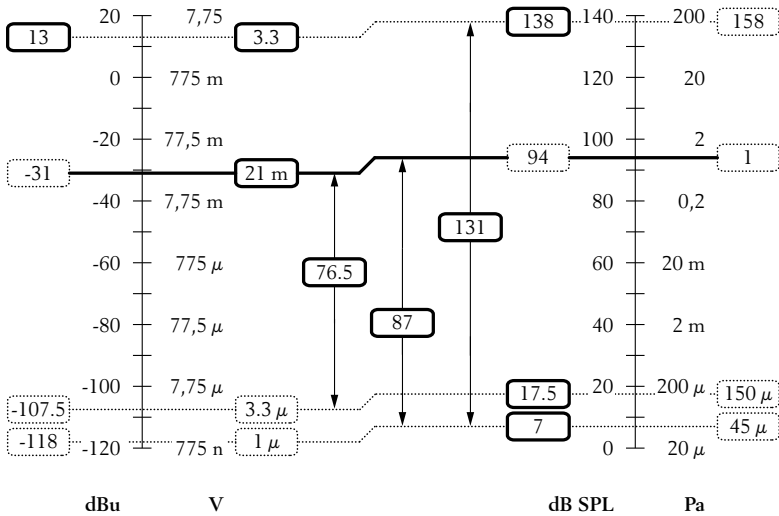 20 7,75 140 200
13 3.3 138 158
0 775 m 120 20
-20 77,5 m 100 2
-31 21 m 94 1
-40 7,75 m 80 0,2
131
-60 775 µ 76.5 60 20 m
-80 77,5 µ 87 40 2 m
-100 7,75 µ 20 200 µ
17.5 150 µ
-107.5 3.3 µ
7 45 µ
-118 1 µ
-120 775 n 0 20 µ
dBu V dB SPL Pa